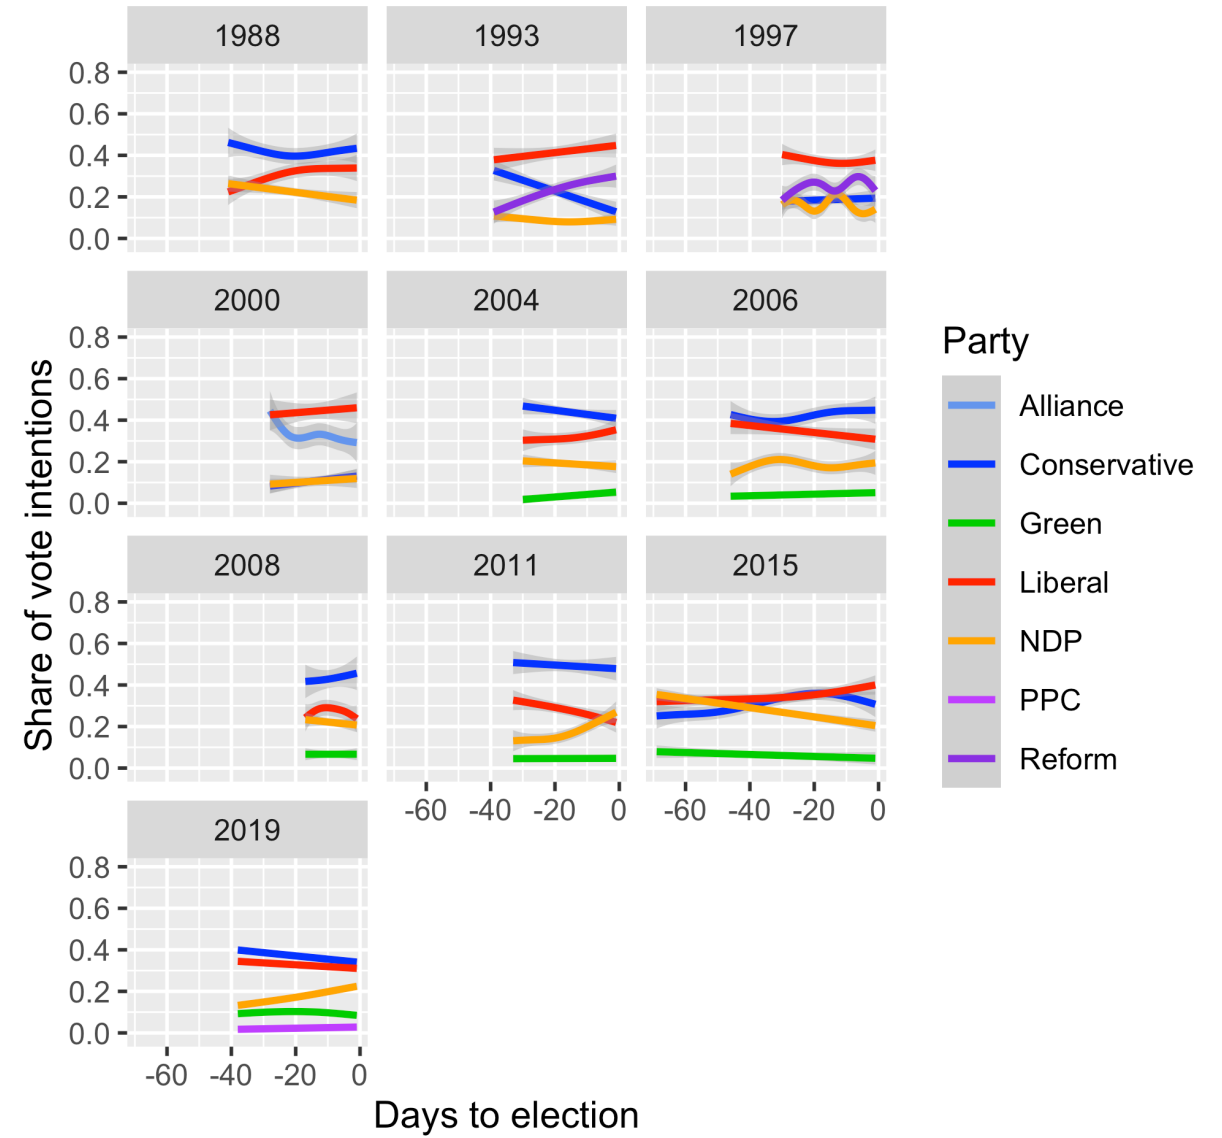 1988 1993 1997
0.8
0.6
0.4
0.2
0.0
2000 2004 2006
0.8
0.6
0.4
0.2
0.0
2008 2011 2015
0.8
0.6
0.4
0.2
0.0
-60 -40 -20 0 -60 -40 -20 0
2019
0.8
0.6
0.4
0.2
0.0
-60 -40 -20 0
Days to election
Share of vote intentions
Party
Alliance
Conservative
Green
Liberal
NDP
PPC
Reform